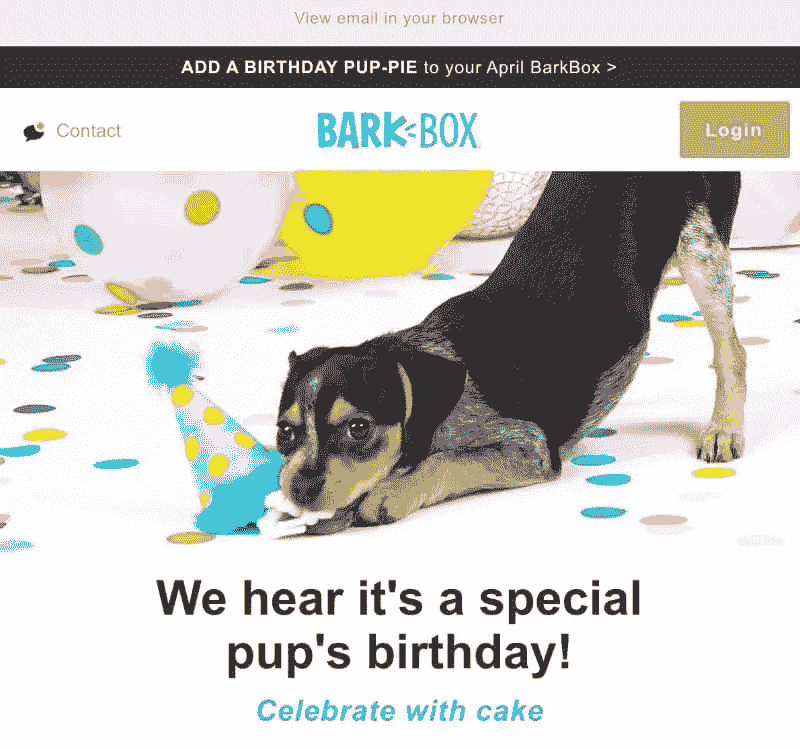 View email in your browser
ADD A BIRTHDAY PUP-PIE to your April BarkBox >
Contact
BARK BOX
Login
We hear it's a special
pup's birthday!
Celebrate with cake